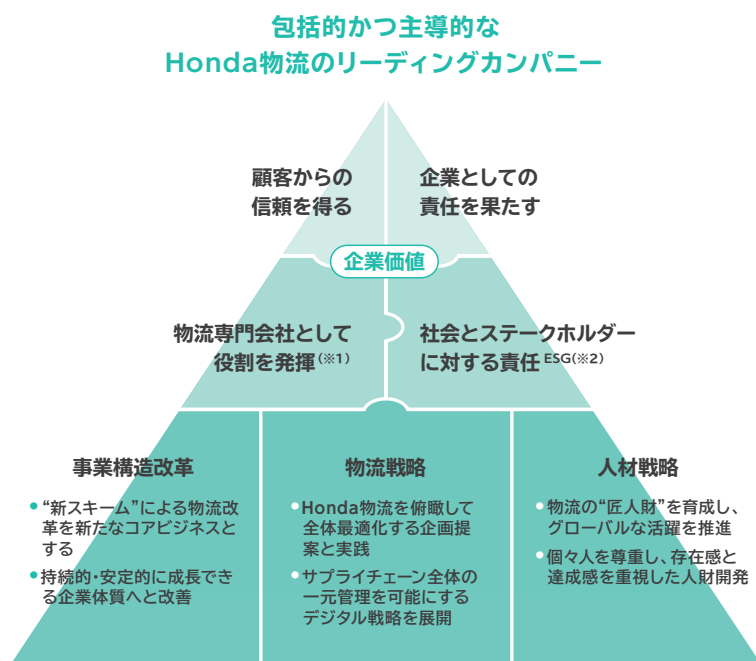 包括的かつ主導的な
Honda物流のリーディングカンパニー
顧客からの
信頼を得る
企業としての
責任を果たす
企業価値
物流専門会社として
役割を発揮(※1)
社会とステークホルダー
に対する責任ESG(※2)
事業構造改革
•“新スキーム”による物流改
革を新たなコアビジネスと
する
•持続的・安定的に成長でき
る企業体質へと改善
物流戦略
•Honda物流を俯瞰して
全体最適化する企画提
案と実践
•サプライチェーン全体の
一元管理を可能にする
デジタル戦略を展開
人材戦略
•物流の“匠人財”を育成し、
グローバルな活躍を推進
•個々人を尊重し、存在感と
達成感を重視した人財開発